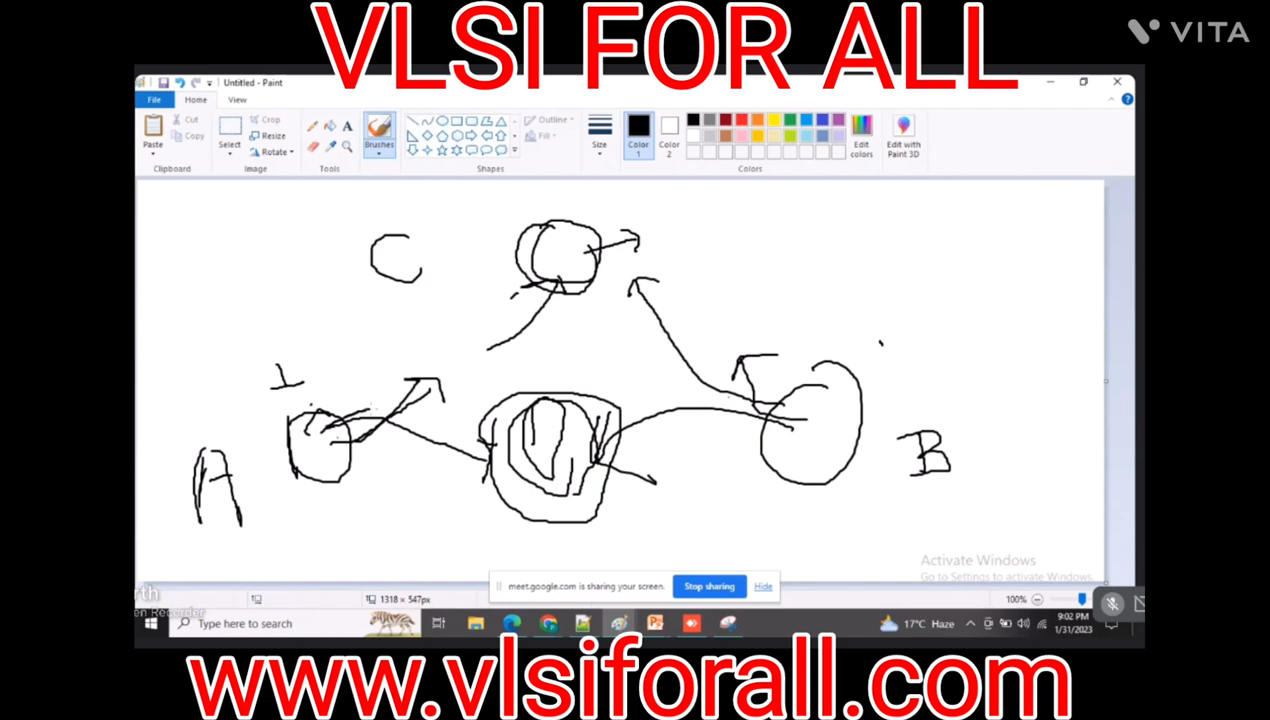 VLSI FOR ALL
VITA
Untitled - Paint
File Home View
Cut
Copy
Paste
Clipboard
Select
Crop
Resize
Rotate
Image
A
Tools
Brushes
Outline
Fill
Shapes
Size
Color 1
Color 2
Edit colors
Colors
Edit with Paint 3D
C
1
A
B
Activate Windows
Go to Settings to activate Windows.
meet.google.com is sharing your screen. Stop sharing Hide
1318 × 547px
100%
Type here to search
17°C Haze
9:02 PM
1/31/2023
www.vlsiforall.com